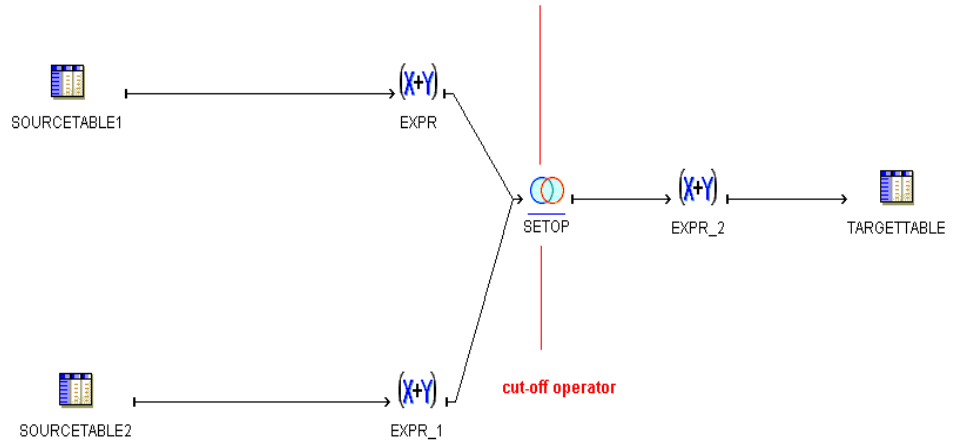 (X+Y)
SOURCETABLE1
EXPR
(X+Y)
SETOP
EXPR_2
TARGETTABLE
cut-off operator
(X+Y)
SOURCETABLE2
EXPR_1